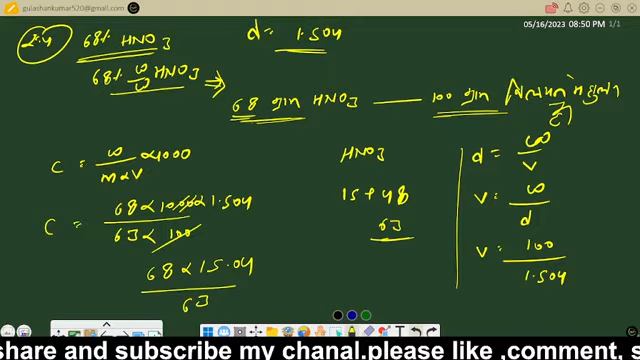 gulashankumar520@gmail.com
05/16/2023 08:50 PM 1/1
2.4 68% HNO3 d = 1.504
68% w/w HNO3 ⇒
68 ग्राम HNO3 — 100 ग्राम विलयन में घुला है
C = w × 1000 / m × V
C = 68 × 1000 × 1.504 / 63 × 100
68 × 15.04 / 63
HNO3
15 + 48
63
d = w / V
V = w / d
V = 100 / 1.504
share and subscribe my chanal.please like ,comment, s